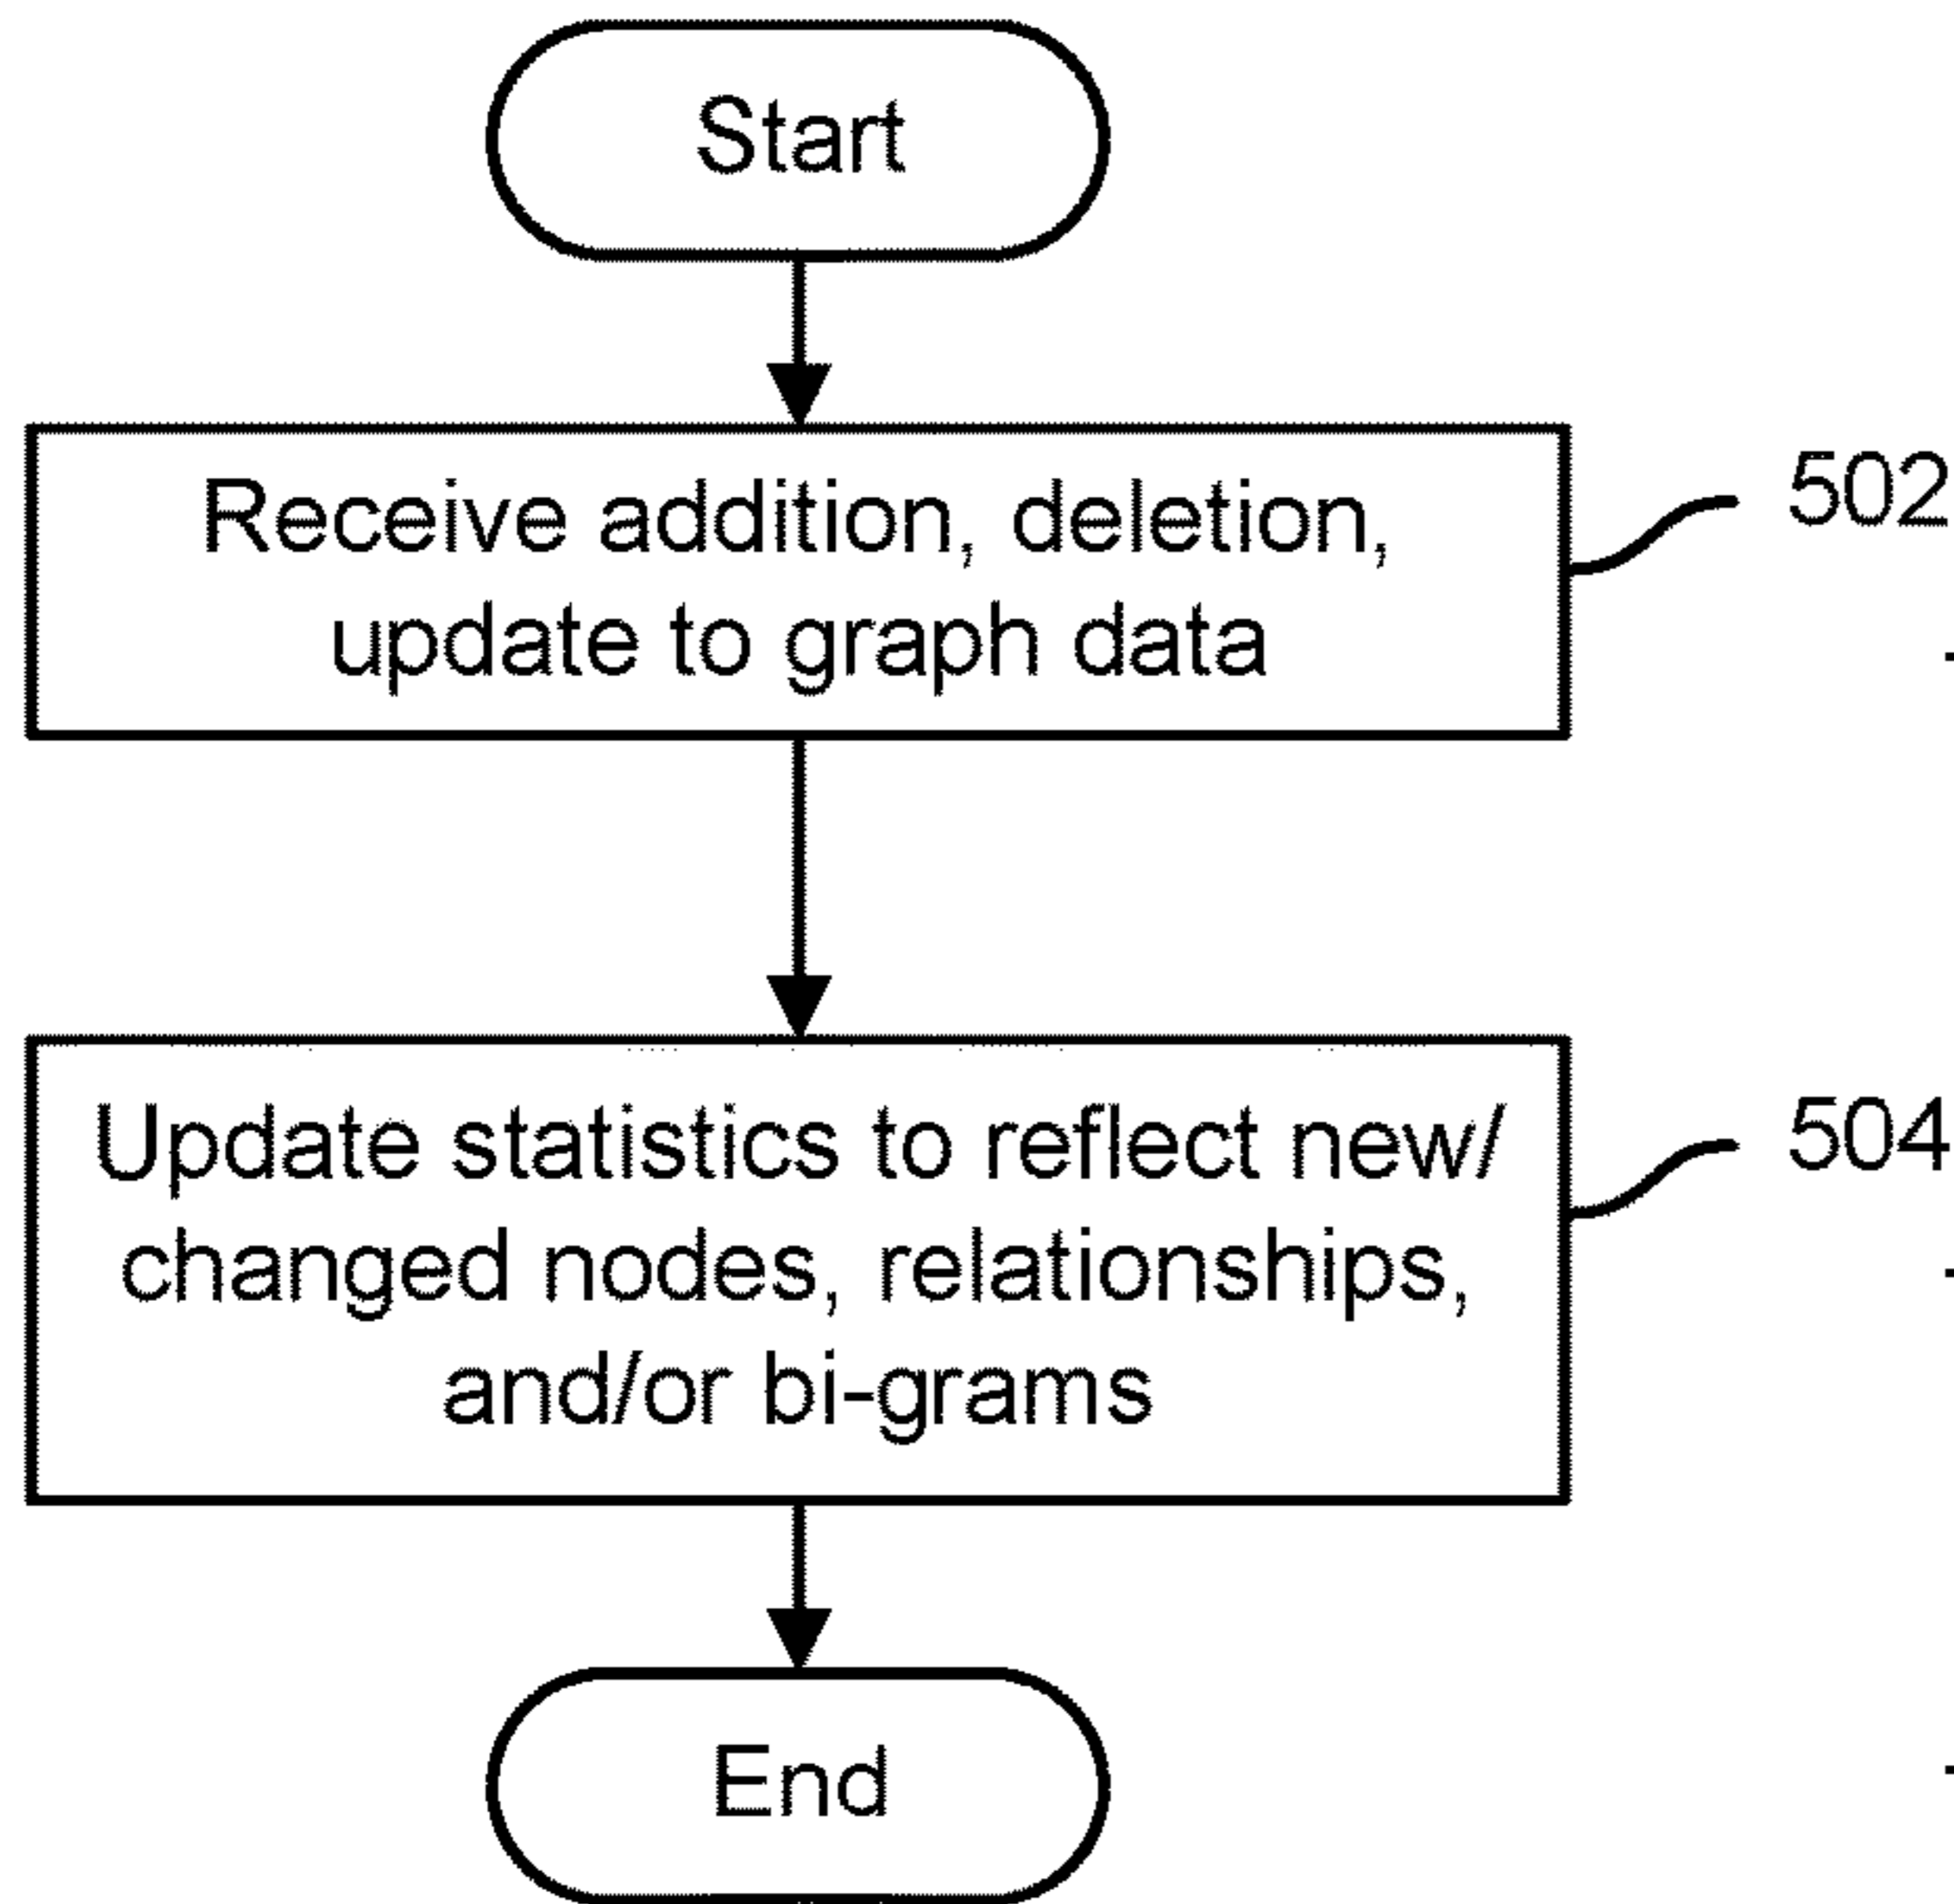 Start
Receive addition, deletion,
update to graph data
502
Update statistics to reflect new/
changed nodes, relationships,
and/or bi-grams
504
End